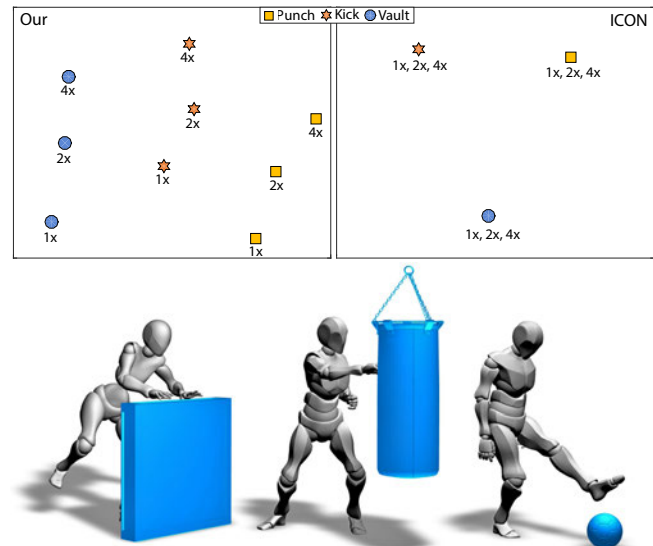 Our
Punch Kick Vault
ICON
4x
1x, 2x, 4x
1x, 2x, 4x
4x
2x
4x
2x
1x
2x
1x
1x
1x, 2x, 4x